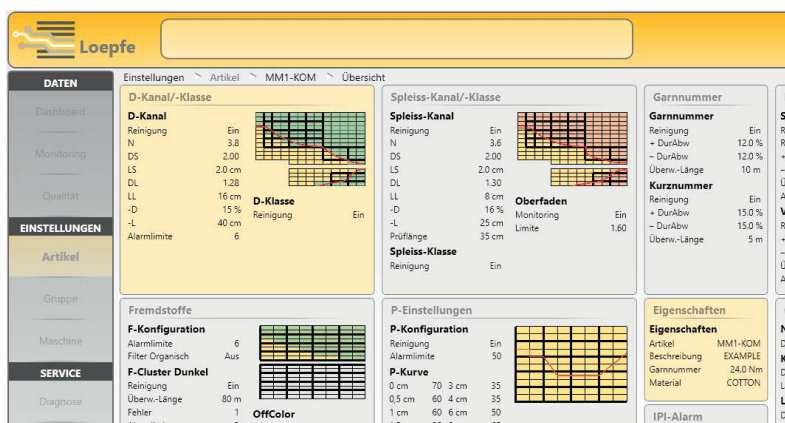 Loepfe
DATEN
Dashboard
Monitoring
Qualität
EINSTELLUNGEN
Artikel
Gruppe
Maschine
SERVICE
Diagnose
Einstellungen > Artikel > MM1-KOM > Übersicht
D-Kanal/-Klasse
D-Kanal
Reinigung Ein
N 3.8
DS 2.00
LS 2.0 cm
DL 1.28
LL 16 cm
-D 15 %
-L 40 cm
Alarmlimite 6
D-Klasse
Reinigung Ein
Spleiss-Kanal/-Klasse
Spleiss-Kanal
Reinigung Ein
N 3.6
DS 2.00
LS 2.0 cm
DL 1.30
LL 8 cm
-D 16 %
-L 25 cm
Prüflänge 35 cm
Spleiss-Klasse
Reinigung Ein
Oberfaden
Monitoring Ein
Limite 1.60
Garnnummer
Garnnummer
Reinigung Ein
+ DurAbw 12.0 %
– DurAbw 12.0 %
Überw.-Länge 10 m
Kurznummer
Reinigung Ein
+ DurAbw 15.0 %
– DurAbw 15.0 %
Überw.-Länge 5 m
Fremdstoffe
F-Konfiguration
Alarmlimite 6
Filter Organisch Aus
F-Cluster Dunkel
Reinigung Ein
Überw.-Länge 80 m
Fehler 1
OffColor
P-Einstellungen
P-Konfiguration
Reinigung Ein
Alarmlimite 50
P-Kurve
0 cm 70 3 cm 35
0,5 cm 60 4 cm 35
1 cm 60 6 cm 50
Eigenschaften
Eigenschaften
Artikel MM1-KOM
Beschreibung EXAMPLE
Garnnummer 24.0 Nm
Material COTTON
IPI-Alarm